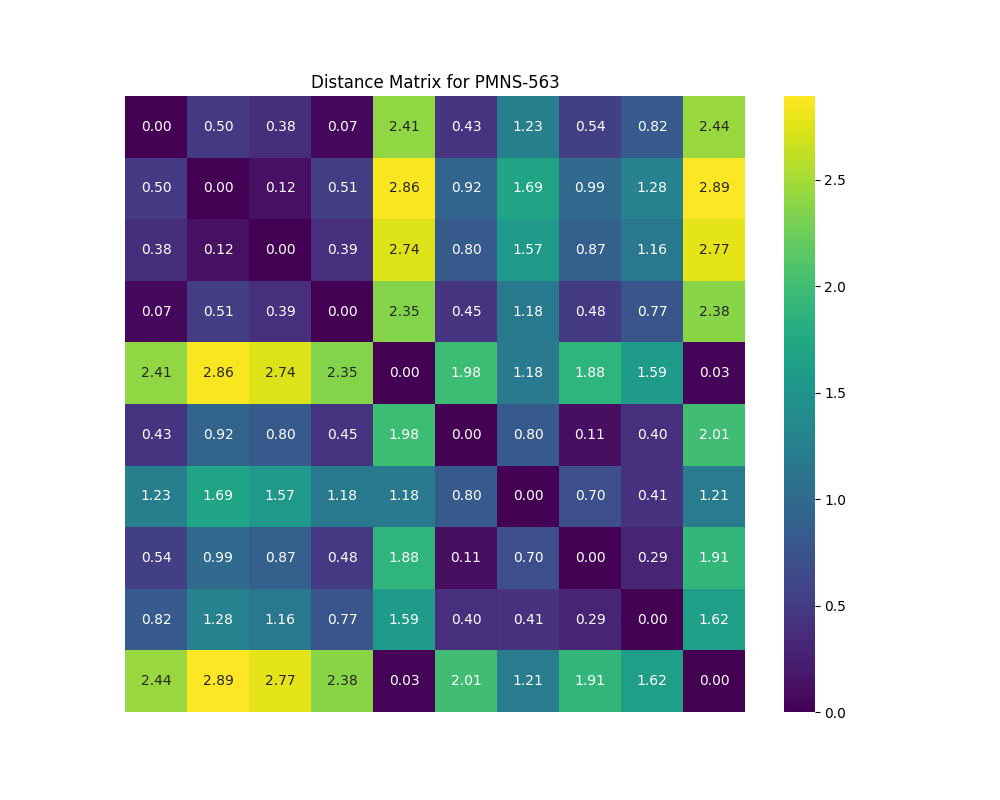 Distance Matrix for PMNS-563
0.00 0.50 0.38 0.07 2.41 0.43 1.23 0.54 0.82 2.44
0.50 0.00 0.12 0.51 2.86 0.92 1.69 0.99 1.28 2.89
0.38 0.12 0.00 0.39 2.74 0.80 1.57 0.87 1.16 2.77
0.07 0.51 0.39 0.00 2.35 0.45 1.18 0.48 0.77 2.38
2.41 2.86 2.74 2.35 0.00 1.98 1.18 1.88 1.59 0.03
0.43 0.92 0.80 0.45 1.98 0.00 0.80 0.11 0.40 2.01
1.23 1.69 1.57 1.18 1.18 0.80 0.00 0.70 0.41 1.21
0.54 0.99 0.87 0.48 1.88 0.11 0.70 0.00 0.29 1.91
0.82 1.28 1.16 0.77 1.59 0.40 0.41 0.29 0.00 1.62
2.44 2.89 2.77 2.38 0.03 2.01 1.21 1.91 1.62 0.00
2.5
2.0
1.5
1.0
0.5
0.0